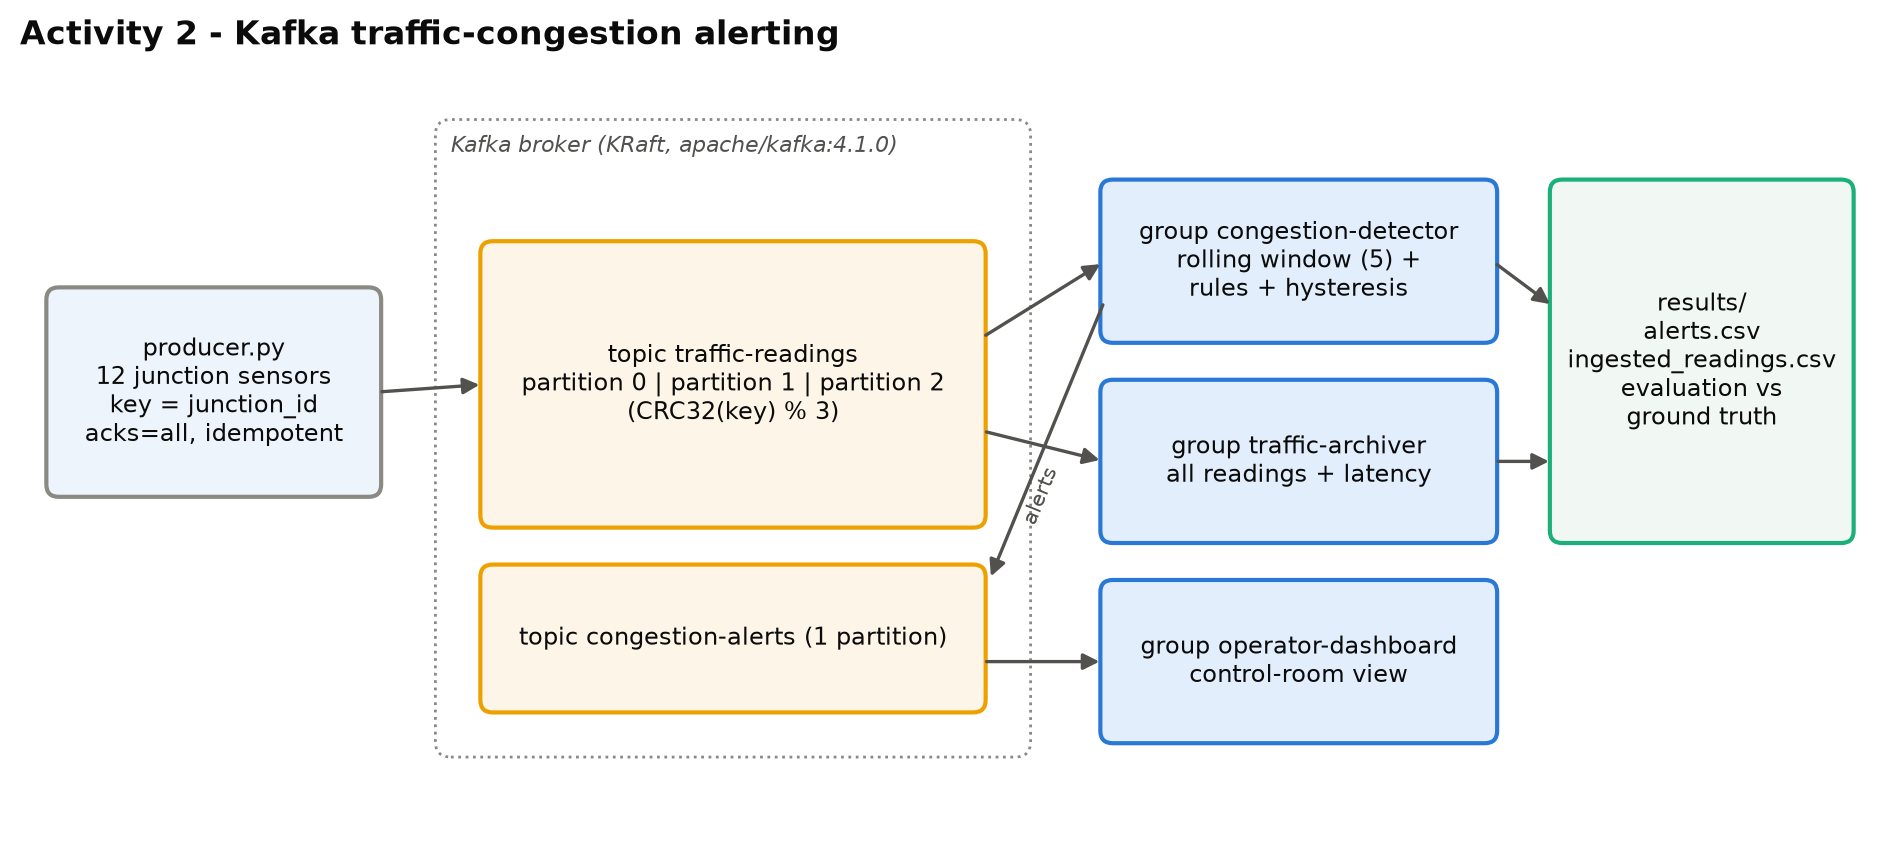 Activity 2 - Kafka traffic-congestion alerting
Kafka broker (KRaft, apache/kafka:4.1.0)
producer.py
12 junction sensors
key = junction_id
acks=all, idempotent
topic traffic-readings
partition 0 | partition 1 | partition 2
(CRC32(key) % 3)
topic congestion-alerts (1 partition)
alerts
group congestion-detector
rolling window (5) +
rules + hysteresis
group traffic-archiver
all readings + latency
group operator-dashboard
control-room view
results/
alerts.csv
ingested_readings.csv
evaluation vs
ground truth